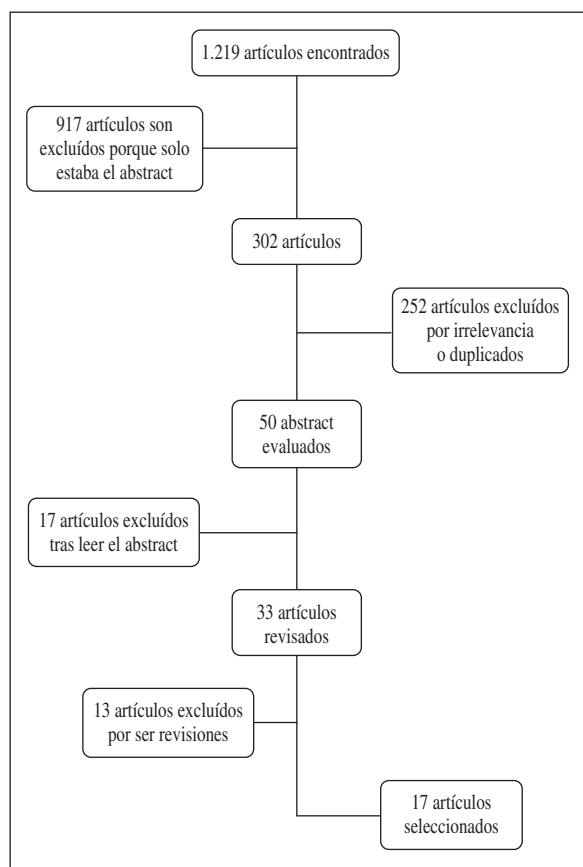 1.219 artículos encontrados
917 artículos son
excluídos porque solo
estaba el abstract
302 artículos
252 artículos excluídos
por irrelevancia
o duplicados
50 abstract
evaluados
17 artículos excluídos
tras leer el abstract
33 artículos
revisados
13 artículos excluídos
por ser revisiones
17 artículos
seleccionados